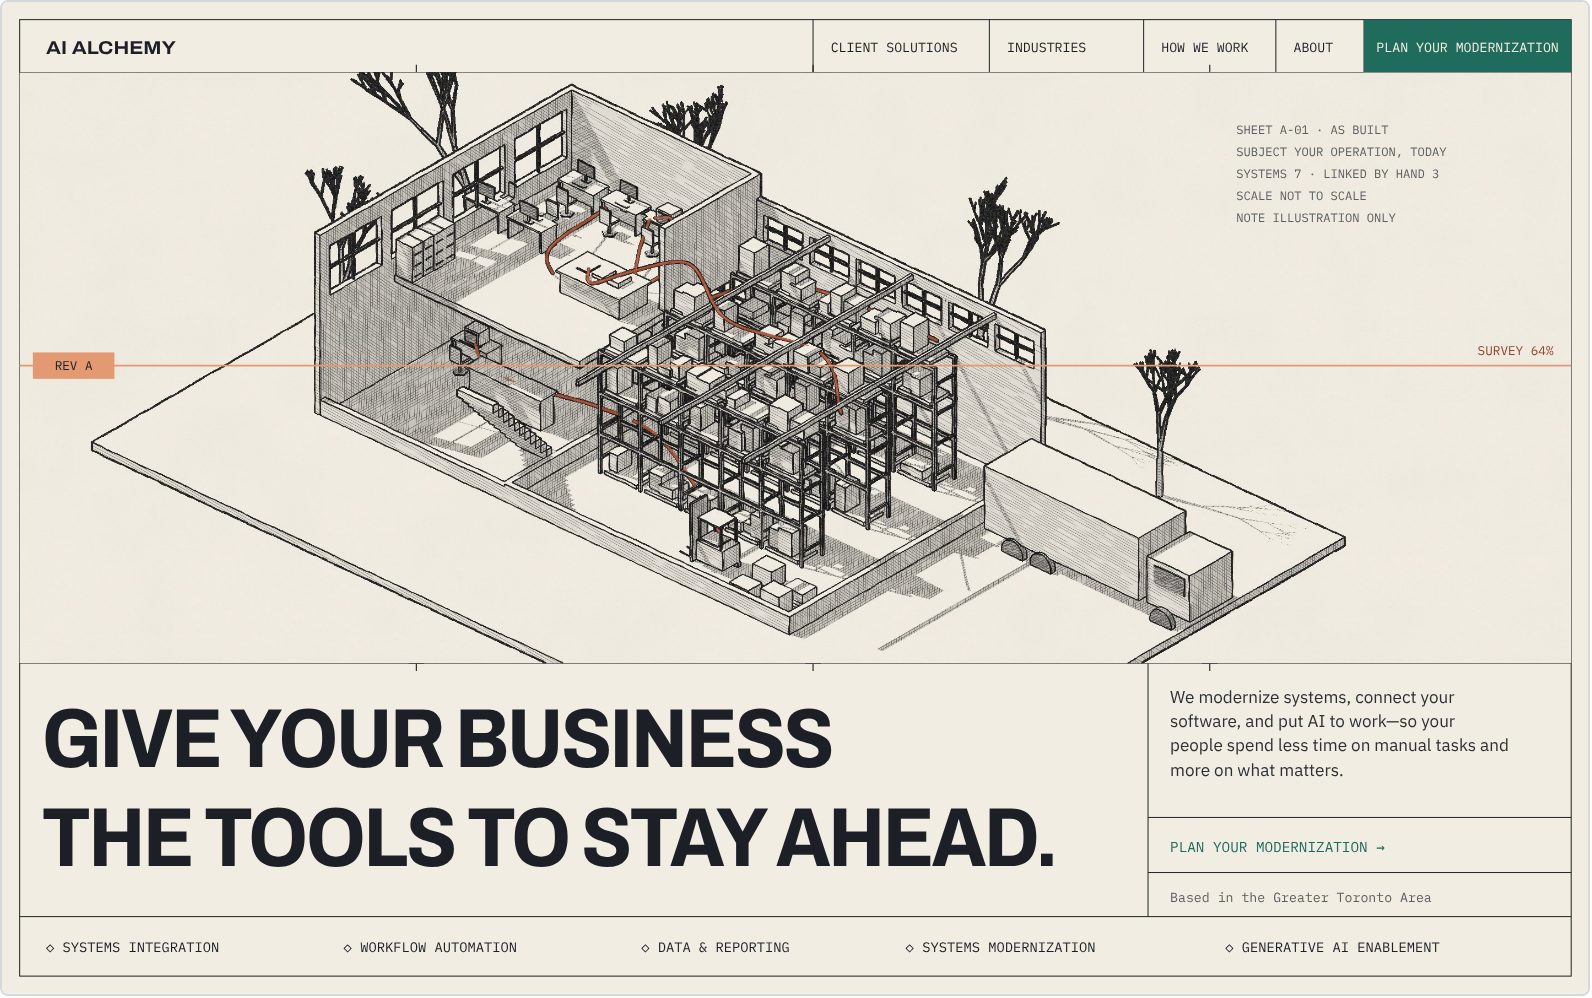 AI ALCHEMY
CLIENT SOLUTIONS
INDUSTRIES
HOW WE WORK
ABOUT
PLAN YOUR MODERNIZATION
SHEET A-01 · AS BUILT
SUBJECT YOUR OPERATION, TODAY
SYSTEMS 7 · LINKED BY HAND 3
SCALE NOT TO SCALE
NOTE ILLUSTRATION ONLY
SURVEY 64%
REV A
GIVE YOUR BUSINESS
THE TOOLS TO STAY AHEAD.
We modernize systems, connect your
software, and put AI to work—so your
people spend less time on manual tasks and
more on what matters.
PLAN YOUR MODERNIZATION →
Based in the Greater Toronto Area
◇ SYSTEMS INTEGRATION
◇ WORKFLOW AUTOMATION
◇ DATA & REPORTING
◇ SYSTEMS MODERNIZATION
◇ GENERATIVE AI ENABLEMENT